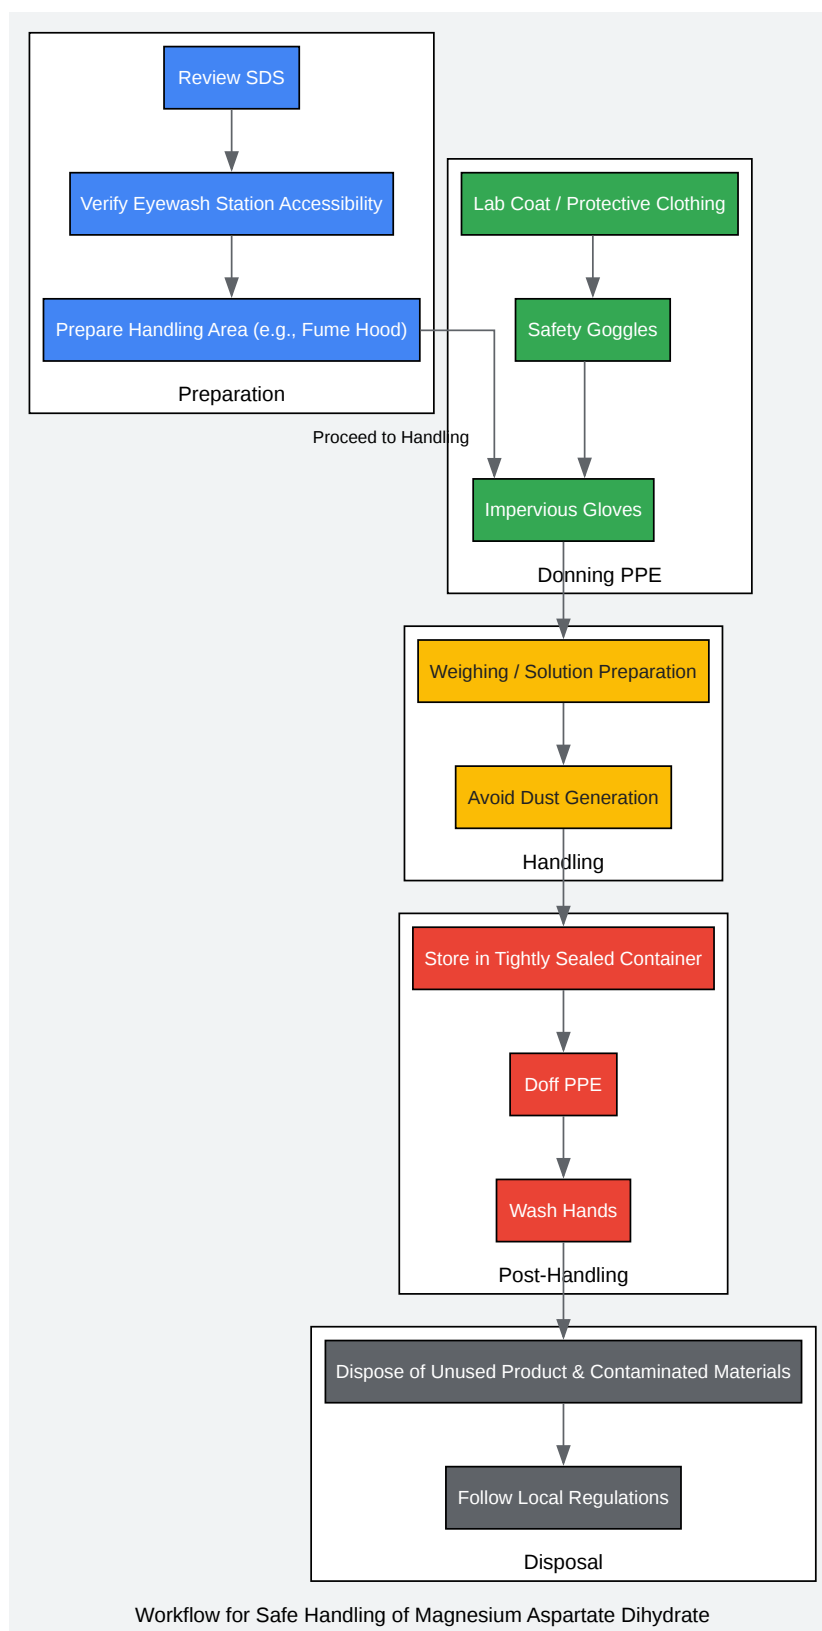 Review SDS
Verify Eyewash Station Accessibility
Prepare Handling Area (e.g., Fume Hood)
Preparation
Lab Coat / Protective Clothing
Safety Goggles
Proceed to Handling
Impervious Gloves
Donning PPE
Weighing / Solution Preparation
Avoid Dust Generation
Handling
Store in Tightly Sealed Container
Doff PPE
Wash Hands
Post-Handling
Dispose of Unused Product & Contaminated Materials
Follow Local Regulations
Disposal
Workflow for Safe Handling of Magnesium Aspartate Dihydrate